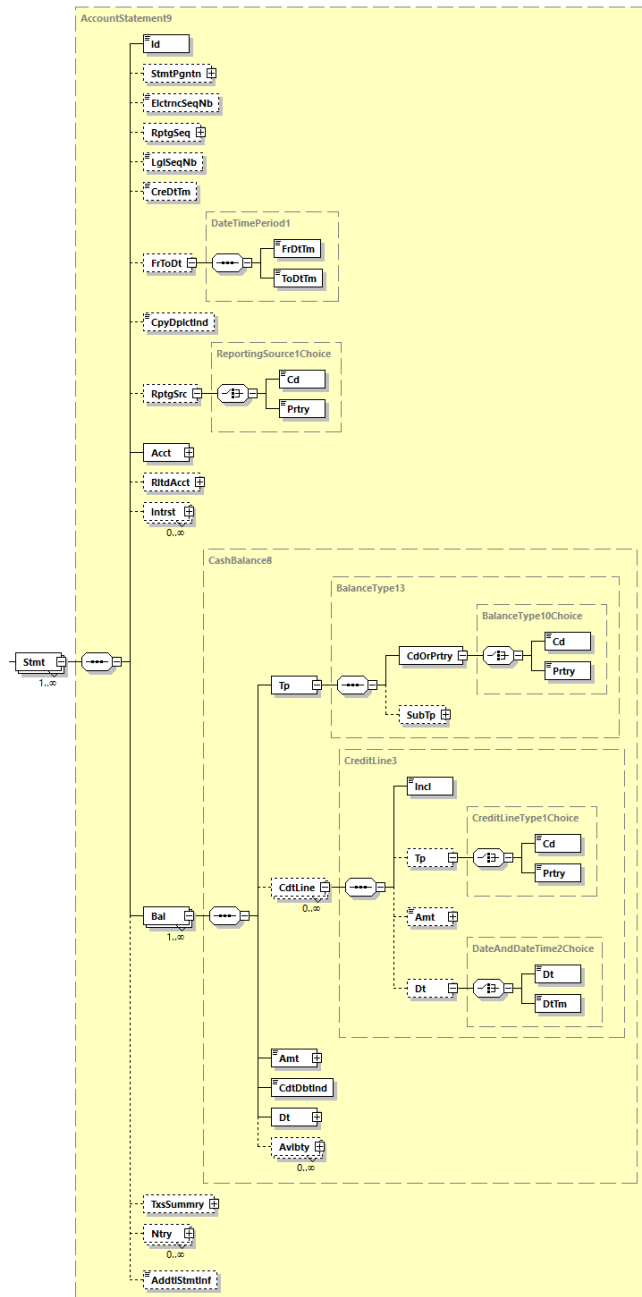 AccountStatement9
Id
StmtPgntn
ElctrncSeqNb
RptgSeq
LglSeqNb
CreDtTm
DateTimePeriod1
FrDtTm
FrToDt
ToDtTm
CpyDplctInd
ReportingSource1Choice
Cd
RptgSrc
Prtry
Acct
RltdAcct
Intrst
0..∞
CashBalance8
BalanceType13
BalanceType10Choice
Cd
CdOrPrtry
Prtry
Stmt
1..∞
Tp
SubTp
CreditLine3
Incl
CreditLineType1Choice
Cd
Tp
Prtry
CdtLine
0..∞
Bal
1..∞
Amt
DateAndDateTime2Choice
Dt
Dt
DtTm
Amt
CdtDbtInd
Dt
Avlbty
0..∞
TxsSummry
Ntry
0..∞
AddtlStmtInf